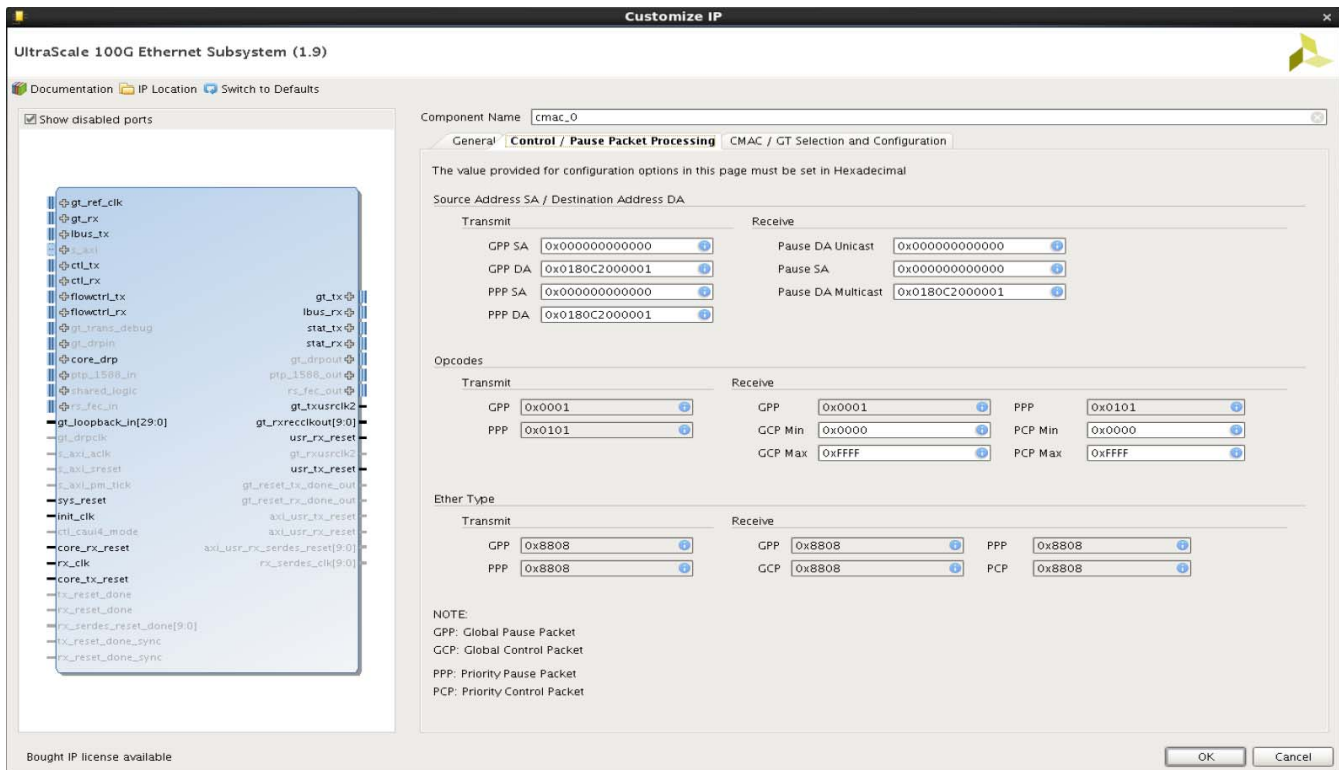 Customize IP
UltraScale 100G Ethernet Subsystem (1.9)
Documentation IP Location Switch to Defaults
Show disabled ports
gt_ref_clk
gt_rx
lbus_tx
s_axi
ctl_tx
ctl_rx
flowctrl_tx gt_tx
flowctrl_rx lbus_rx
gt_trans_debug stat_tx
gt_drpin stat_rx
core_drp gt_drpout
ptp_1588_in ptp_1588_out
shared_logic rs_fec_out
rs_fec_in gt_txusrclk2
gt_loopback_in[29:0] gt_rxrecclkout[9:0]
gt_drpclk usr_rx_reset
s_axi_aclk gt_rxusrclk2
s_axi_sreset usr_tx_reset
s_axi_pm_tick gt_reset_tx_done_out
sys_reset gt_reset_rx_done_out
init_clk axi_usr_tx_reset
ctl_caui4_mode axi_usr_rx_reset
core_rx_reset axi_usr_rx_serdes_reset[9:0]
rx_clk rx_serdes_clk[9:0]
core_tx_reset
tx_reset_done
rx_reset_done
rx_serdes_reset_done[9:0]
tx_reset_done_sync
rx_reset_done_sync
Bought IP license available
Component Name cmac_0
General Control / Pause Packet Processing CMAC / GT Selection and Configuration
The value provided for configuration options in this page must be set in Hexadecimal
Source Address SA / Destination Address DA
Transmit Receive
GPP SA 0x000000000000 Pause DA Unicast 0x000000000000
GPP DA 0x0180C2000001 Pause SA 0x000000000000
PPP SA 0x000000000000 Pause DA Multicast 0x0180C2000001
PPP DA 0x0180C2000001
Opcodes
Transmit Receive
GPP 0x0001 GPP 0x0001 PPP 0x0101
PPP 0x0101 GCP Min 0x0000 PCP Min 0x0000
GCP Max 0xFFFF PCP Max 0xFFFF
Ether Type
Transmit Receive
GPP 0x8808 GPP 0x8808 PPP 0x8808
PPP 0x8808 GCP 0x8808 PCP 0x8808
NOTE:
GPP: Global Pause Packet
GCP: Global Control Packet
PPP: Priority Pause Packet
PCP: Priority Control Packet
OK Cancel